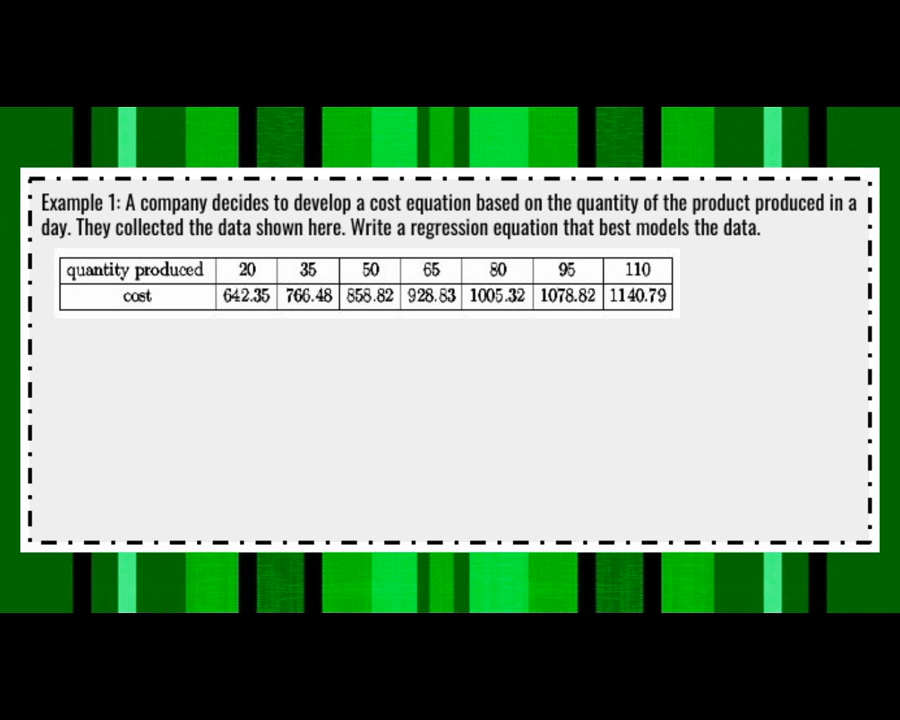 Example 1: A company decides to develop a cost equation based on the quantity of the product produced in a
day. They collected the data shown here. Write a regression equation that best models the data.
quantity produced 20 35 50 65 80 95 110
cost 642.35 766.48 858.82 928.83 1005.32 1078.82 1140.79